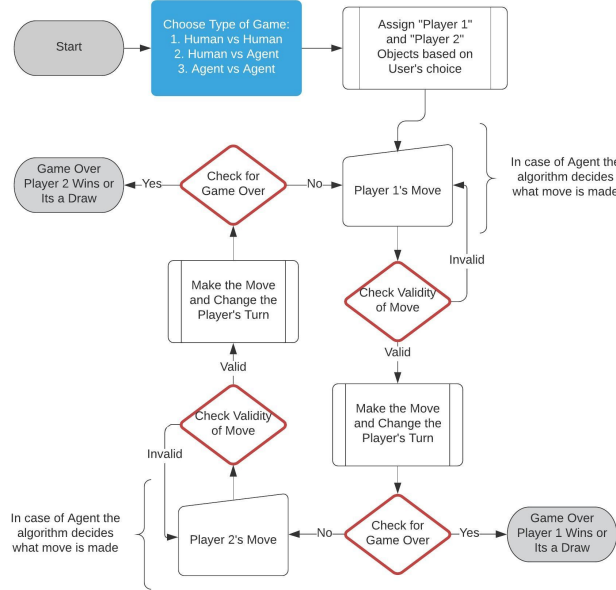 Start
Choose Type of Game:
1. Human vs Human
2. Human vs Agent
3. Agent vs Agent
Assign "Player 1"
and "Player 2"
Objects based on
User's choice
Game Over
Player 2 Wins or
Its a Draw
Yes
Check for
Game Over
No
Player 1's Move
In case of Agent the
algorithm decides
what move is made
Invalid
Make the Move
and Change the
Player's Turn
Check Validity
of Move
Valid
Valid
Make the Move
and Change the
Player's Turn
Check Validity
of Move
Invalid
In case of Agent the
algorithm decides
what move is made
Player 2's Move
No
Check for
Game Over
Yes
Game Over
Player 1 Wins or
Its a Draw